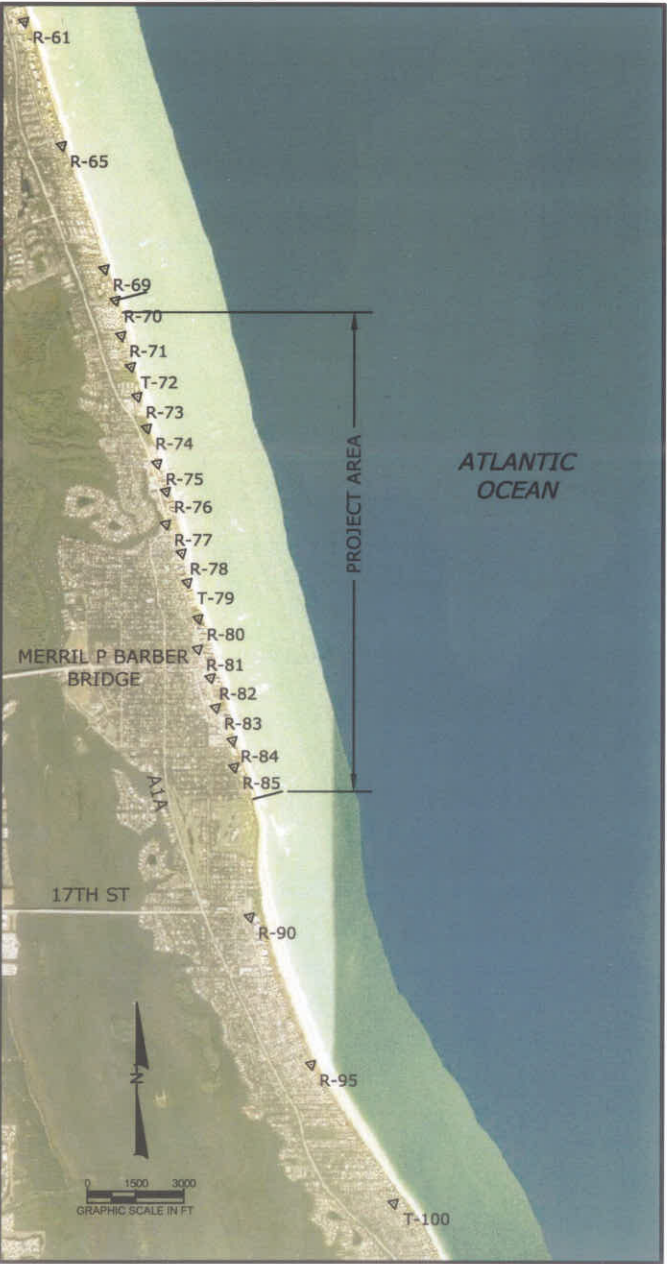 R-61
R-65
R-69
R-70
R-71
T-72
R-73
R-74
R-75
R-76
R-77
R-78
T-79
R-80
R-81
R-82
R-83
R-84
R-85
R-90
R-95
T-100
PROJECT AREA
ATLANTIC
OCEAN
MERRIL P BARBER
BRIDGE
A1A
17TH ST
N
0 1500 3000
GRAPHIC SCALE IN FT